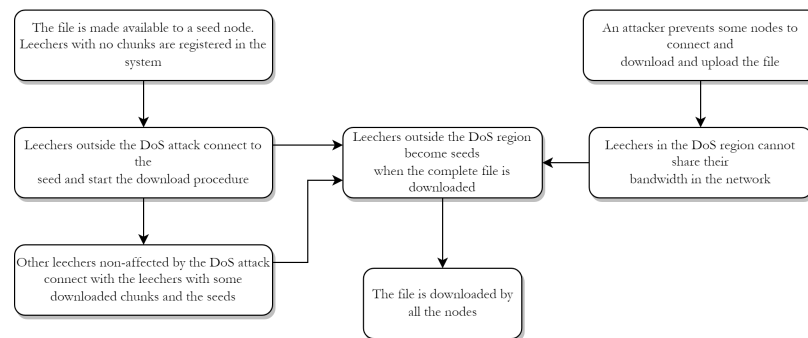 The file is made available to a seed node.
Leechers with no chunks are registered in the
system
An attacker prevents some nodes to
connect and
download and upload the file
Leechers outside the DoS attack connect to
the
seed and start the download procedure
Leechers outside the DoS region
become seeds
when the complete file is
downloaded
Leechers in the DoS region cannot
share their
bandwidth in the network
Other leechers non-affected by the DoS attack
connect with the leechers with some
downloaded chunks and the seeds
The file is downloaded by
all the nodes